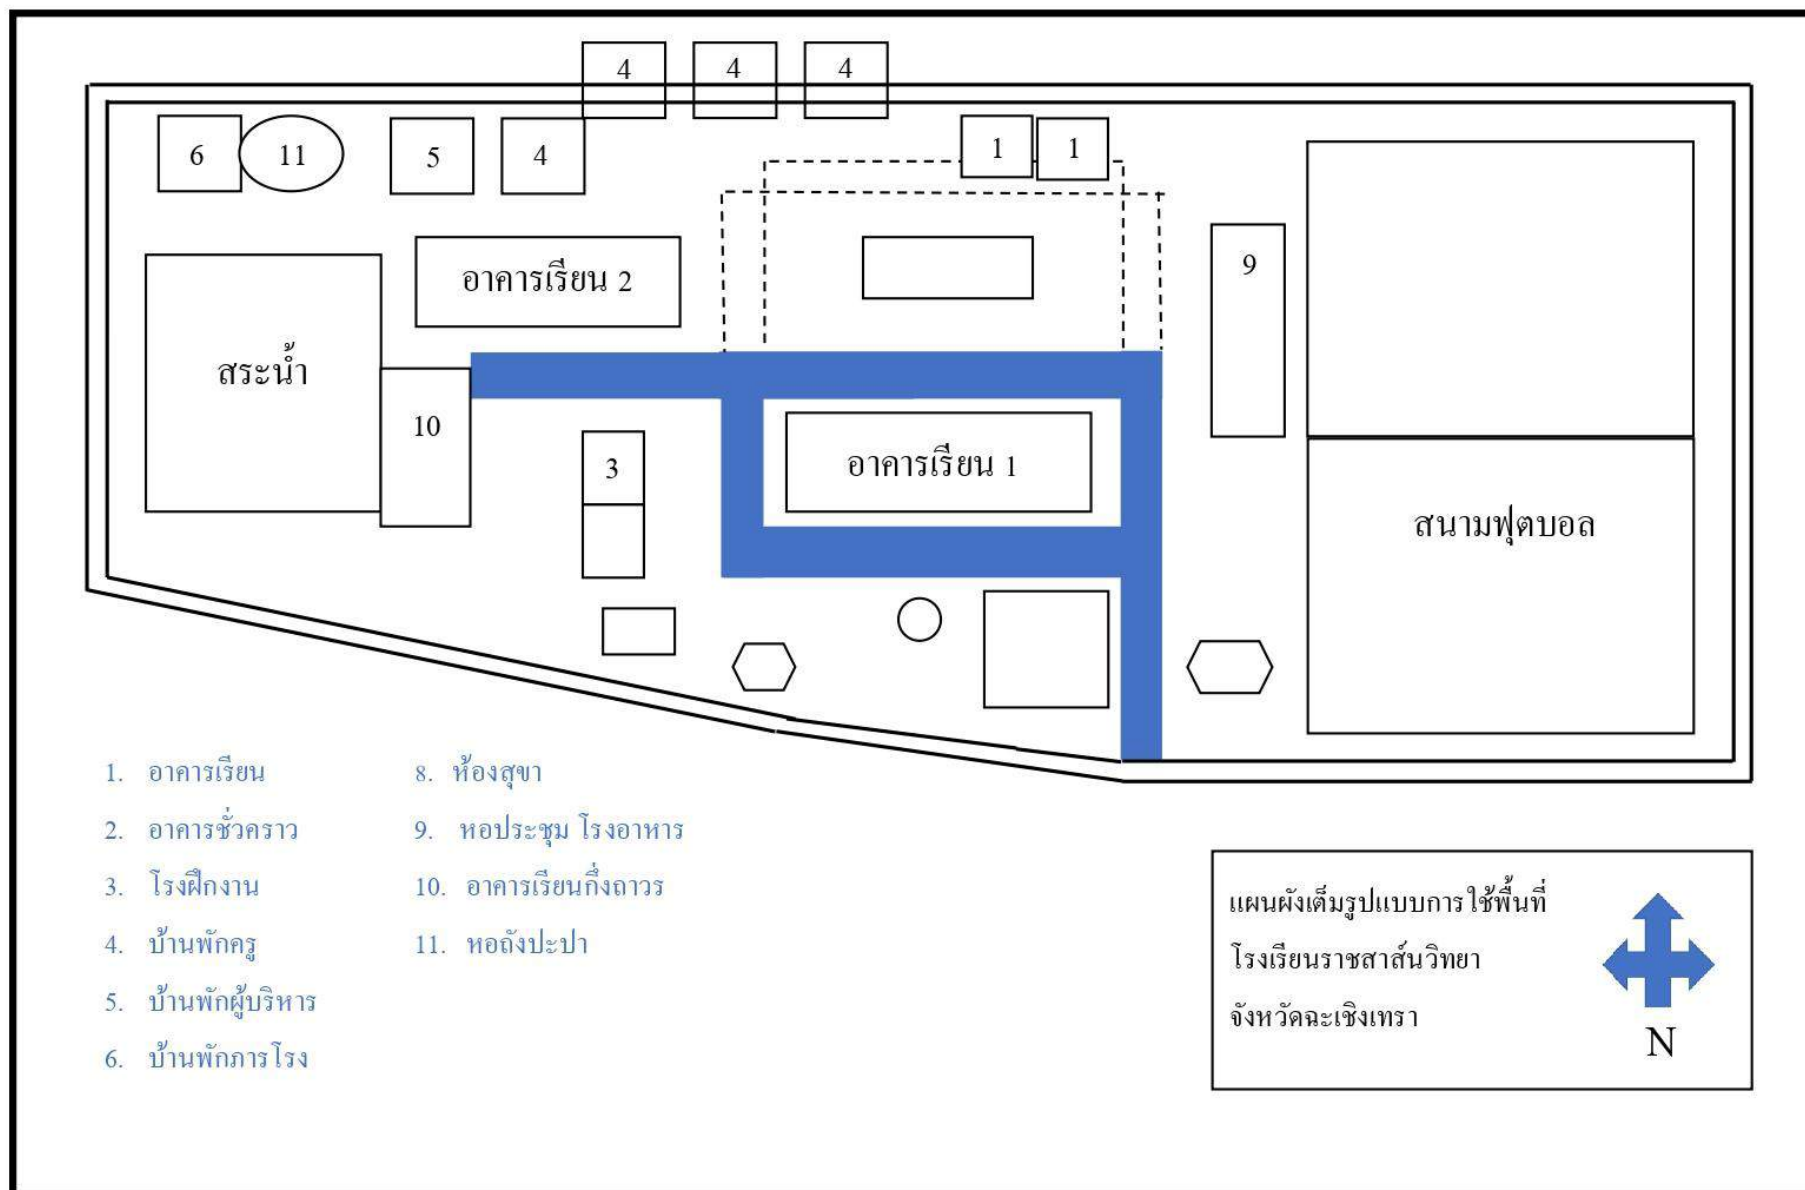 4 4 4
6 11 5 4 1 1
อาคารเรียน 2
9
สระน้ำ
10
3
อาคารเรียน 1
สนามฟุตบอล
1. อาคารเรียน
2. อาคารชั่วคราว
3. โรงฝึกงาน
4. บ้านพักครู
5. บ้านพักผู้บริหาร
6. บ้านพักภารโรง
8. ห้องสุขา
9. หอประชุม โรงอาหาร
10. อาคารเรียนกึ่งถาวร
11. หอถังปะปา
แผนผังเต็มรูปแบบการใช้พื้นที่
โรงเรียนราชสาส์นวิทยา
จังหวัดฉะเชิงเทรา
N